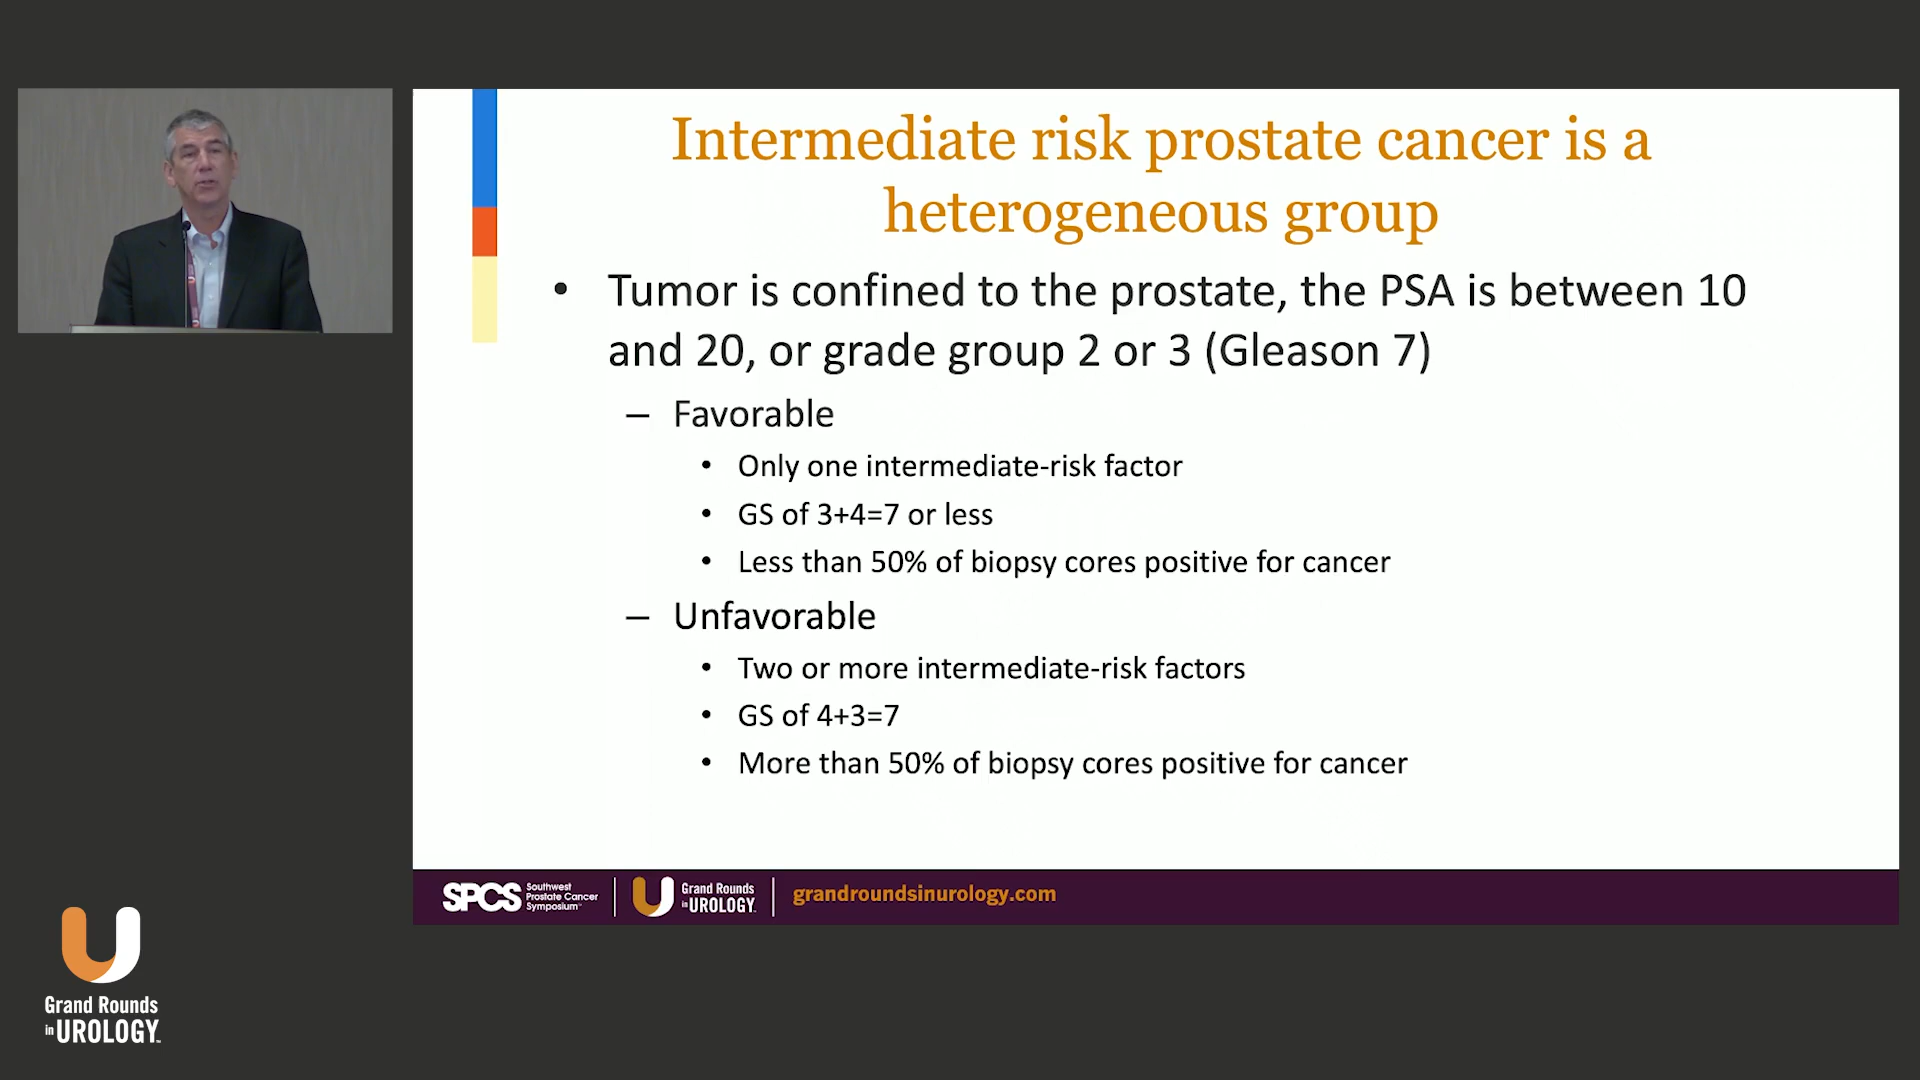 Intermediate risk prostate cancer is a
heterogeneous group
• Tumor is confined to the prostate, the PSA is between 10
and 20, or grade group 2 or 3 (Gleason 7)
– Favorable
• Only one intermediate-risk factor
• GS of 3+4=7 or less
• Less than 50% of biopsy cores positive for cancer
– Unfavorable
• Two or more intermediate-risk factors
• GS of 4+3=7
• More than 50% of biopsy cores positive for cancer
SPCS Southwest
Prostate Cancer
Symposium™
Grand Rounds
in UROLOGY™
grandroundsinurology.com
Grand Rounds
in UROLOGY™